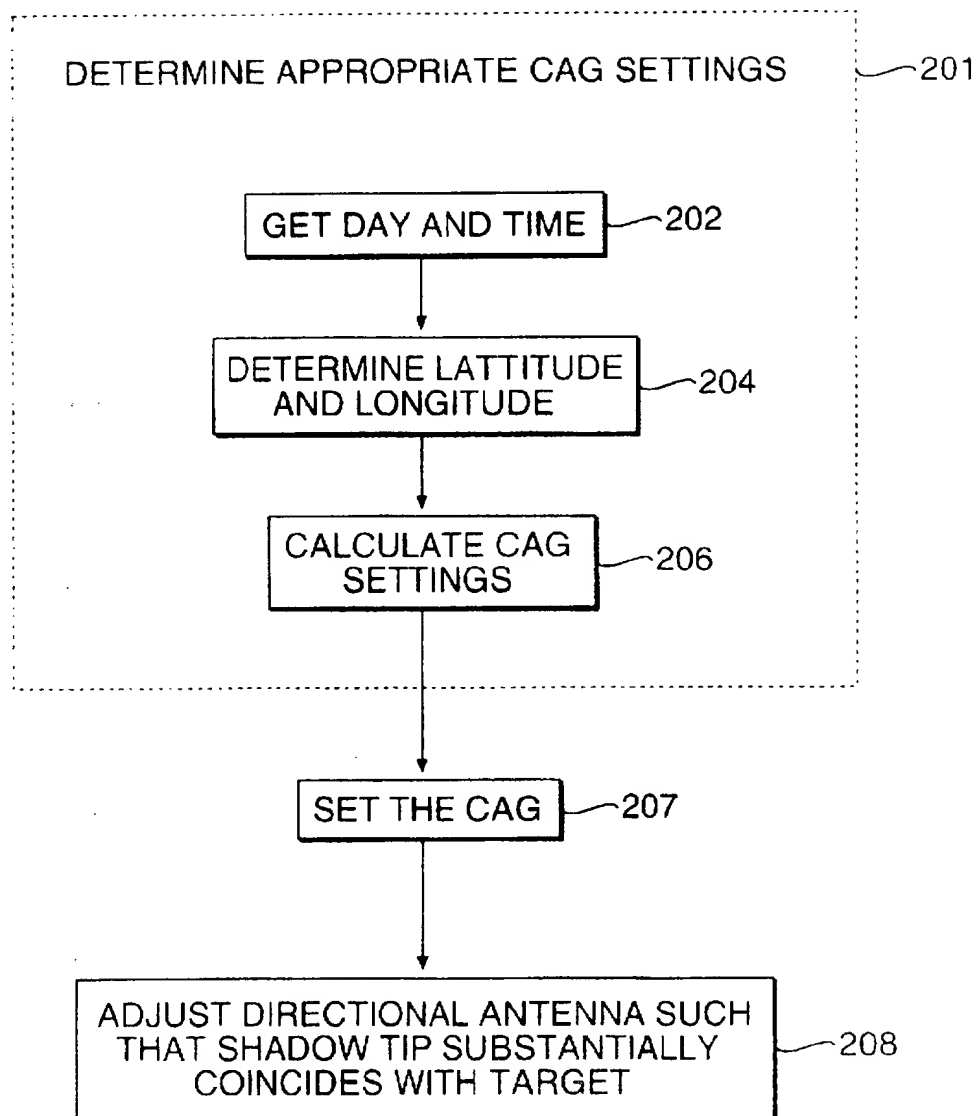 DETERMINE APPROPRIATE CAG SETTINGS
201
GET DAY AND TIME
202
DETERMINE LATTITUDE
AND LONGITUDE
204
CALCULATE CAG
SETTINGS
206
SET THE CAG
207
ADJUST DIRECTIONAL ANTENNA SUCH
THAT SHADOW TIP SUBSTANTIALLY
COINCIDES WITH TARGET
208